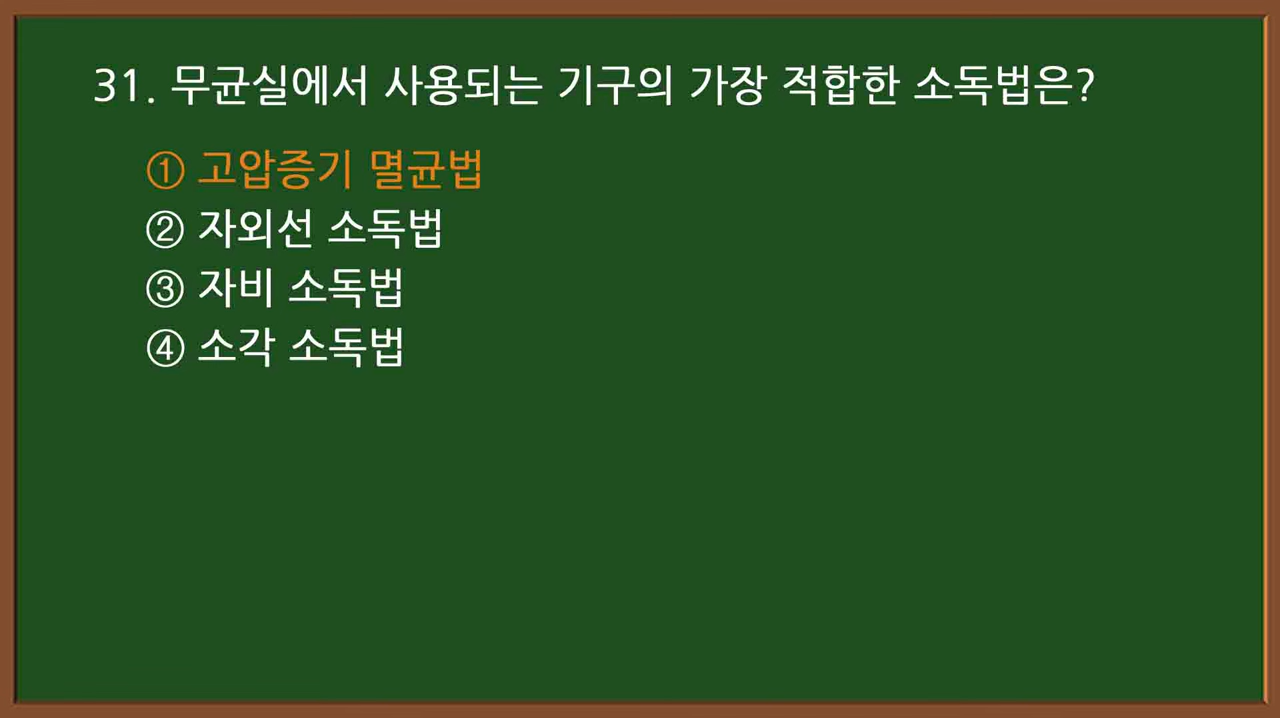 31. 무균실에서 사용되는 기구의 가장 적합한 소독법은?
① 고압증기 멸균법
② 자외선 소독법
③ 자비 소독법
④ 소각 소독법